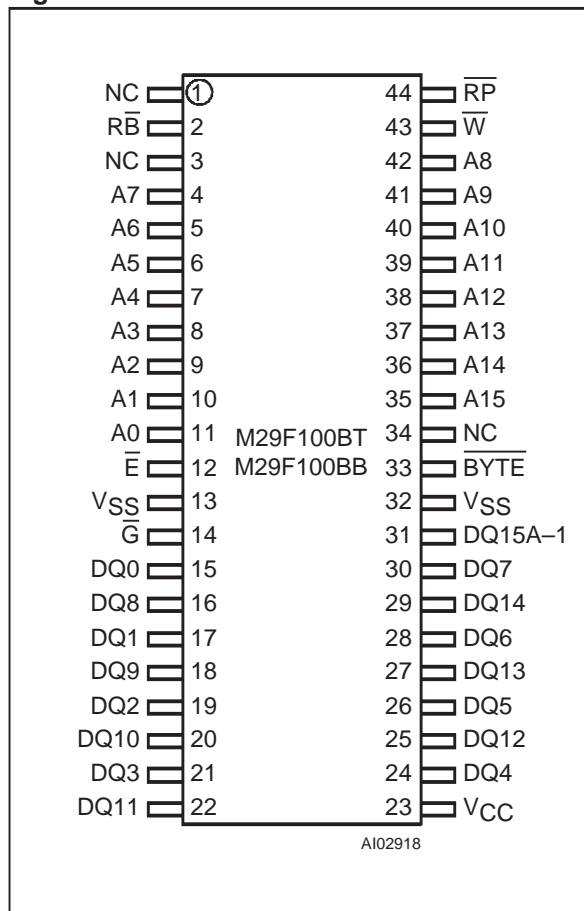 NC 1 44 R̅P̅
RB̅ 2 43 W̅
NC 3 42 A8
A7 4 41 A9
A6 5 40 A10
A5 6 39 A11
A4 7 38 A12
A3 8 37 A13
A2 9 36 A14
A1 10 35 A15
A0 11 M29F100BT 34 NC
E̅ 12 M29F100BB 33 B̅Y̅T̅E̅
VSS 13 32 VSS
G̅ 14 31 DQ15A–1
DQ0 15 30 DQ7
DQ8 16 29 DQ14
DQ1 17 28 DQ6
DQ9 18 27 DQ13
DQ2 19 26 DQ5
DQ10 20 25 DQ12
DQ3 21 24 DQ4
DQ11 22 23 VCC
AI02918